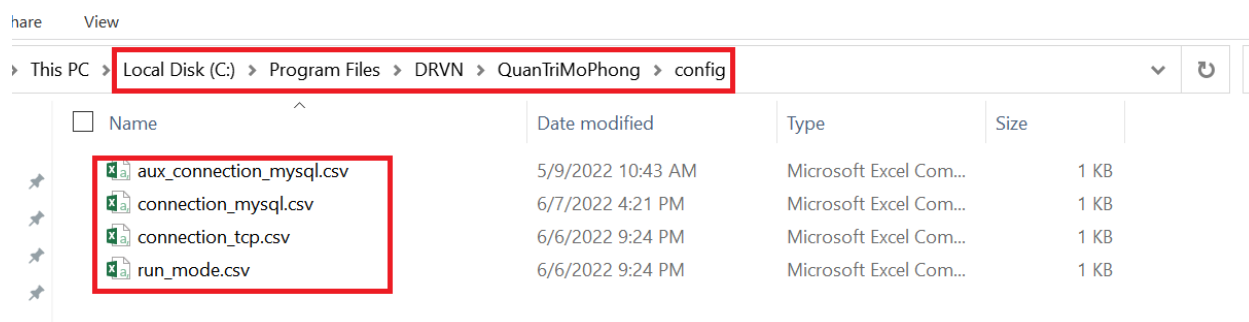 hare View
This PC > Local Disk (C:) > Program Files > DRVN > QuanTriMoPhong > config
Name Date modified Type Size
aux_connection_mysql.csv 5/9/2022 10:43 AM Microsoft Excel Com... 1 KB
connection_mysql.csv 6/7/2022 4:21 PM Microsoft Excel Com... 1 KB
connection_tcp.csv 6/6/2022 9:24 PM Microsoft Excel Com... 1 KB
run_mode.csv 6/6/2022 9:24 PM Microsoft Excel Com... 1 KB